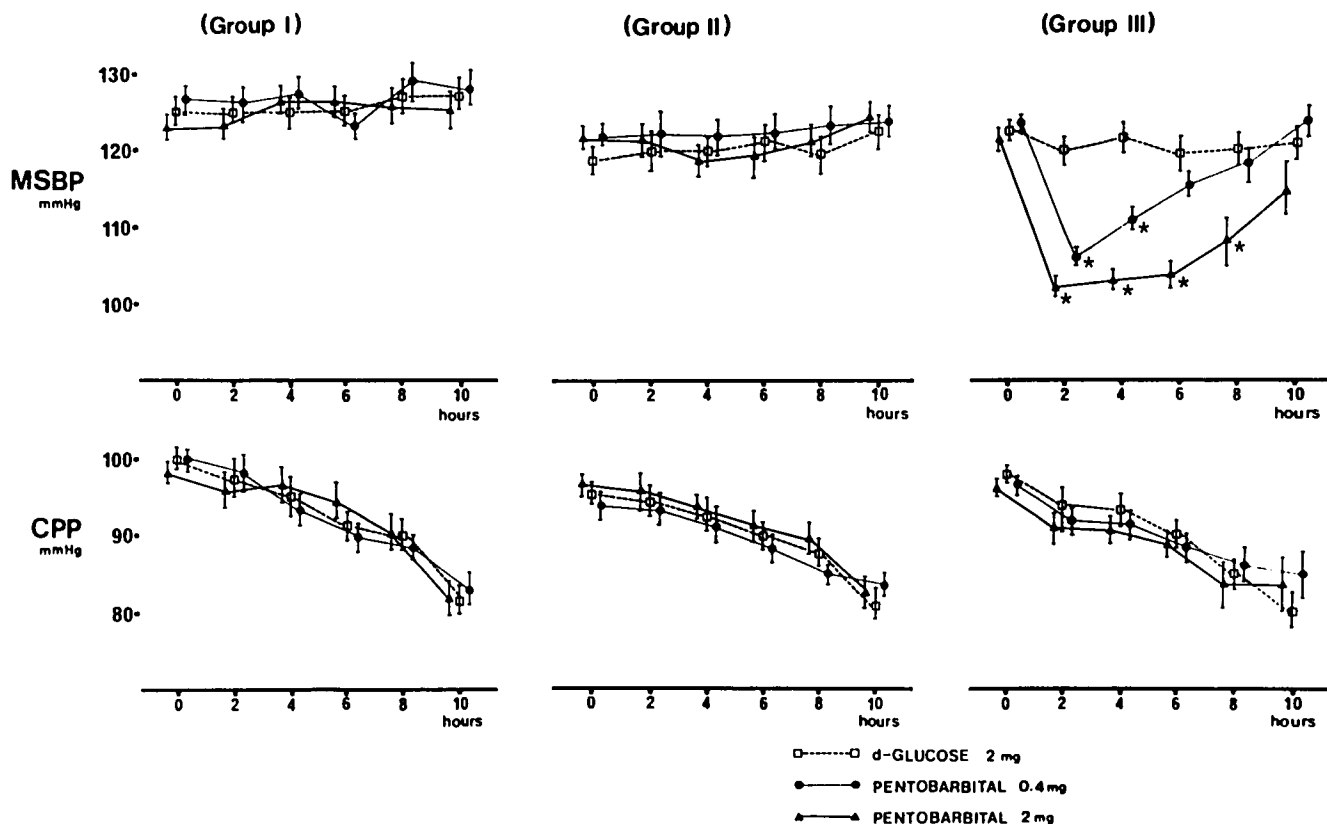 (Group I) (Group II) (Group III)
130
120
MSBP
mmHg
110
100
* * * * * *
0 2 4 6 8 10 0 2 4 6 8 10 0 2 4 6 8 10
hours hours hours
100
CPP
mmHg
90
80
0 2 4 6 8 10 0 2 4 6 8 10 0 2 4 6 8 10
hours hours hours
d-GLUCOSE 2 mg
PENTOBARBITAL 0.4 mg
PENTOBARBITAL 2 mg